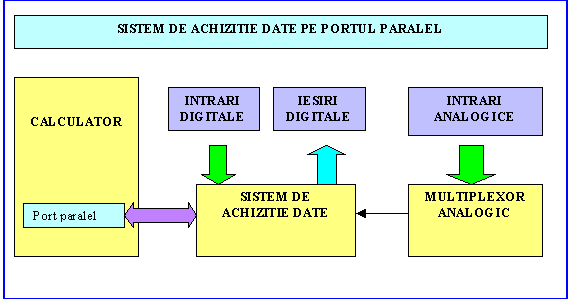 SISTEM DE ACHIZITIE DATE PE PORTUL PARALEL
CALCULATOR
Port paralel
INTRARI
DIGITALE
IESIRI
DIGITALE
INTRARI
ANALOGICE
SISTEM DE
ACHIZITIE DATE
MULTIPLEXOR
ANALOGIC